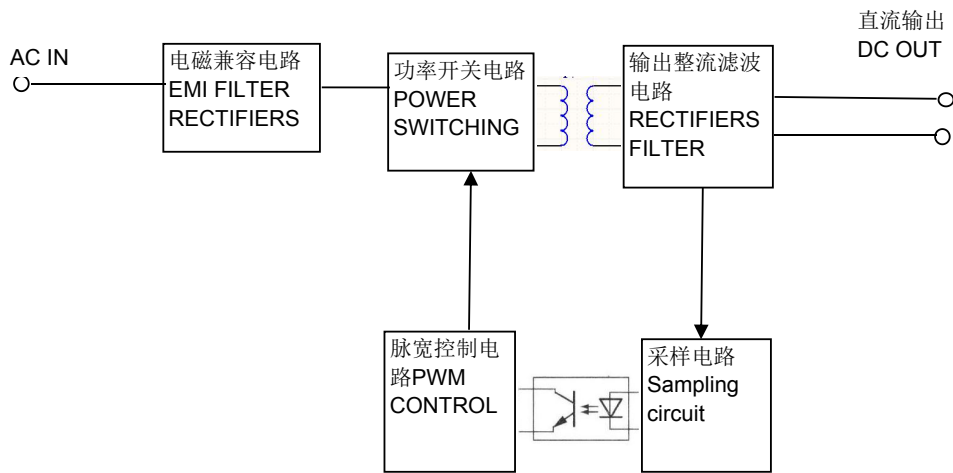 AC IN
电磁兼容电路
EMI FILTER
RECTIFIERS
功率开关电路
POWER
SWITCHING
输出整流滤波
电路
RECTIFIERS
FILTER
直流输出
DC OUT
脉宽控制电
路PWM
CONTROL
采样电路
Sampling
circuit